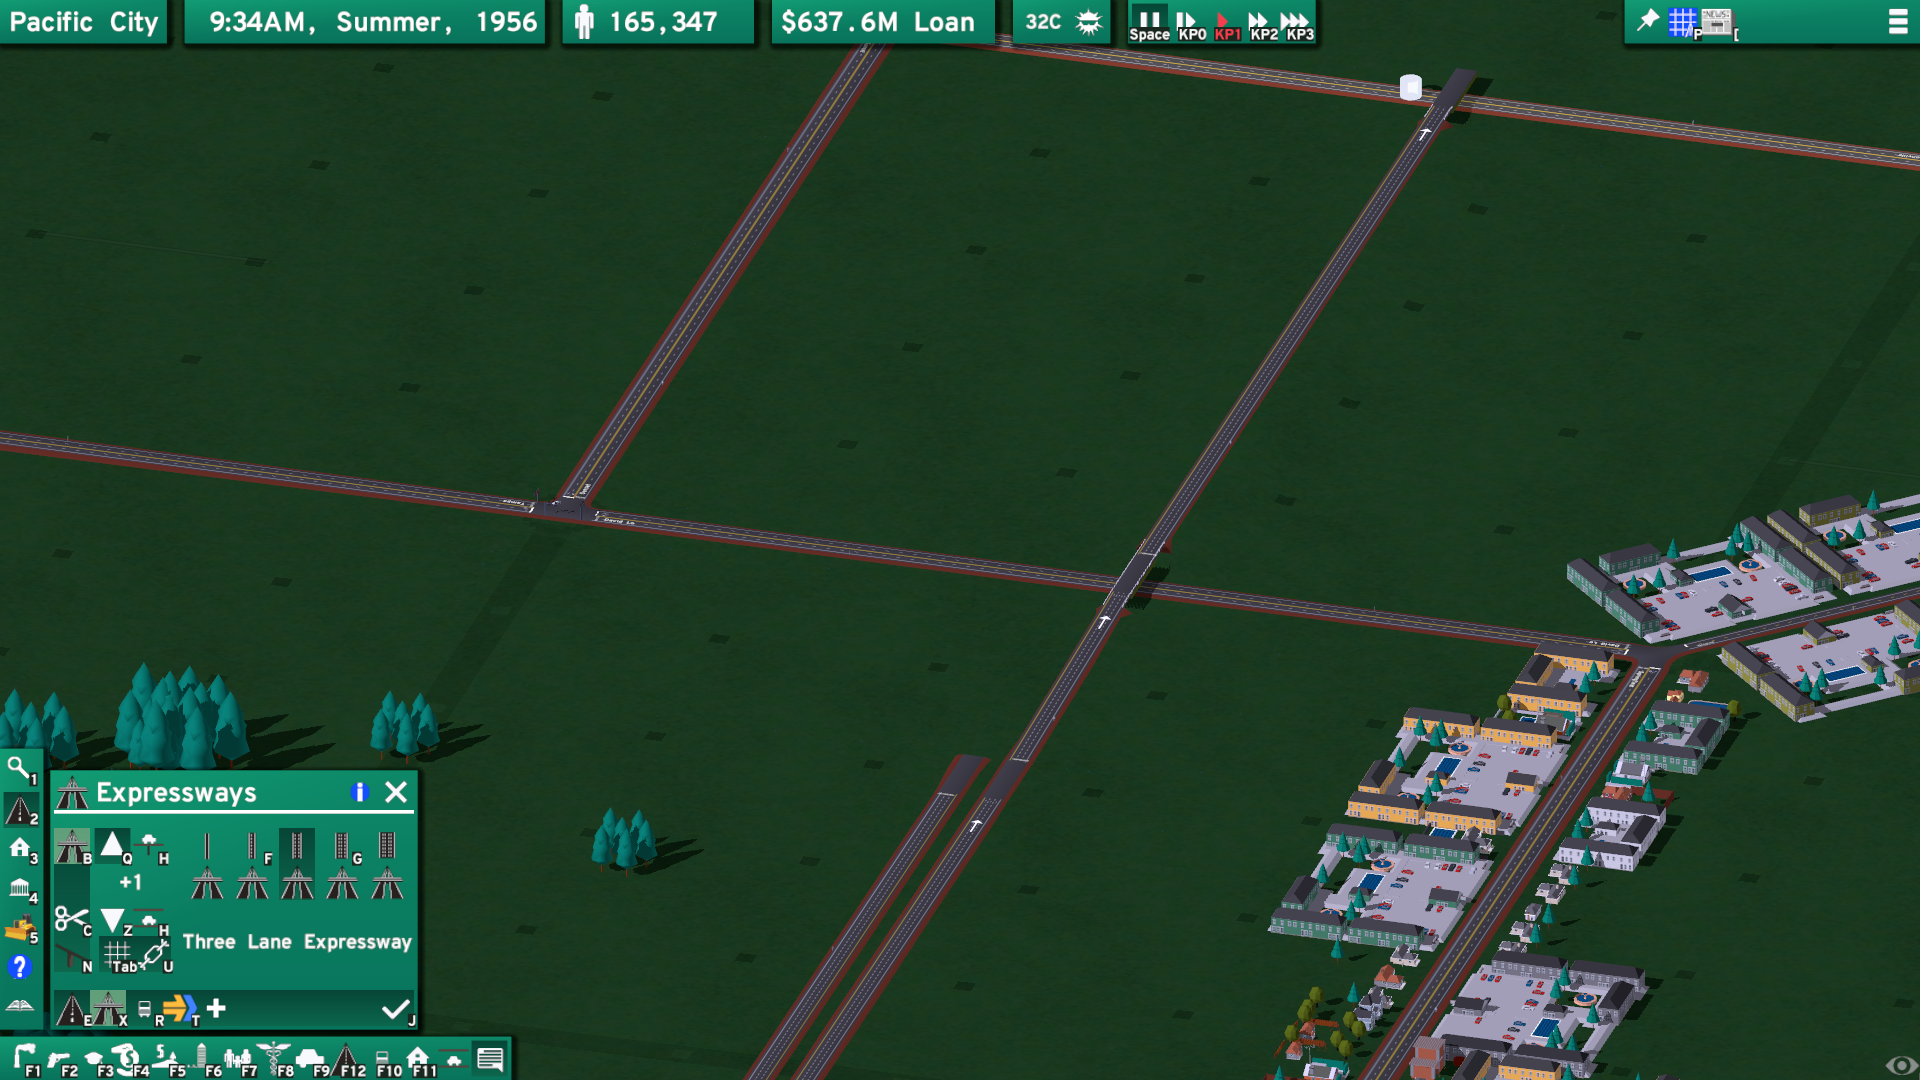 Pacific City
9:34AM, Summer, 1956
165,347
$637.6M Loan
32C
Space KP0 KP1 KP2 KP3
P
NEWS
[
1
2
3
4
5
Expressways
B Q H F G
+1
C Z H
Three Lane Expressway
N Tab U
E X R T J
F1 F2 F3 F4 F5 F6 F7 F8 F9 F12 F10 F11